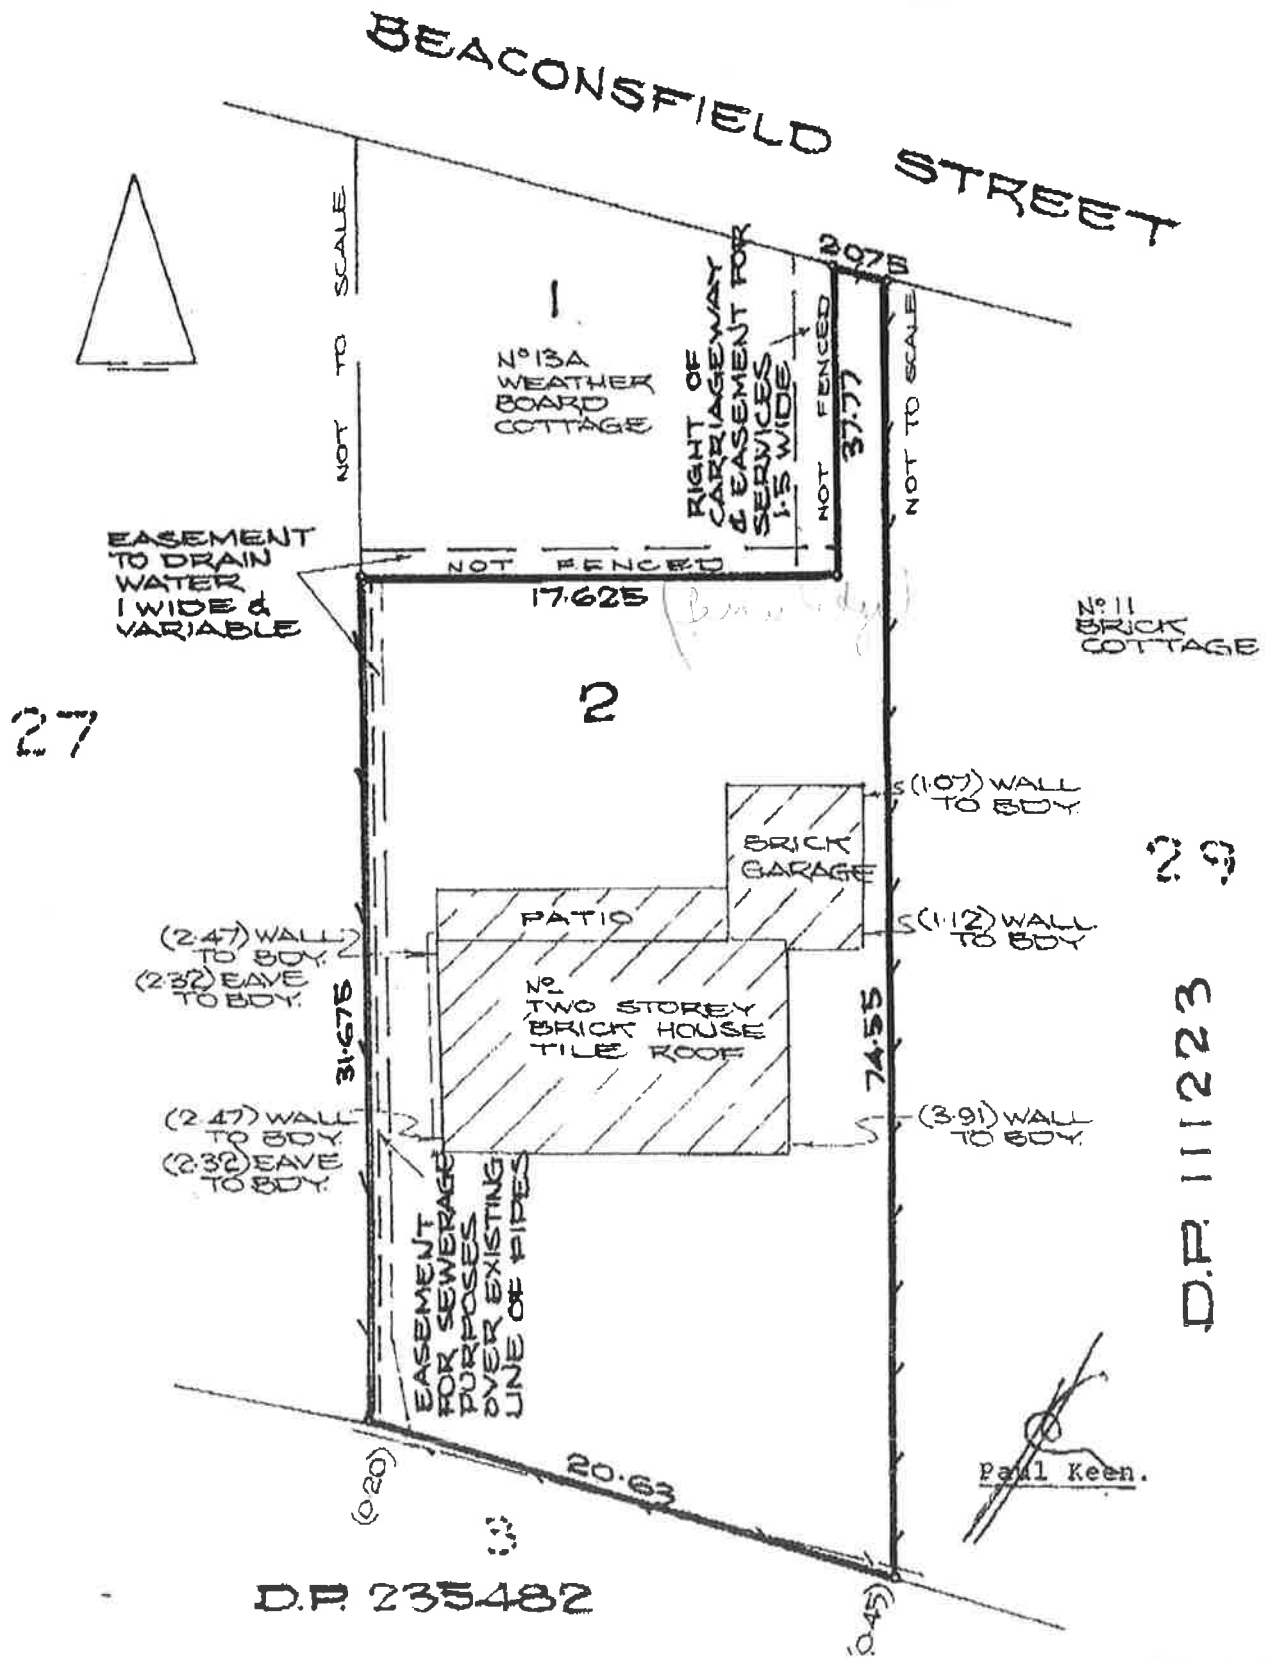 BEACONSFIELD STREET
2.075
NOT TO SCALE
1
Nº 13A
WEATHER
BOARD
COTTAGE
RIGHT OF
CARRIAGEWAY
& EASEMENT FOR
SERVICES
1.5 WIDE
NOT FENCED
37.77
NOT TO SCALE
EASEMENT
TO DRAIN
WATER
1 WIDE &
VARIABLE
NOT FENCED
17.625
Nº 11
BRICK
COTTAGE
27
2
(1.07) WALL
TO BDY.
BRICK
GARAGE
29
PATIO
(1.12) WALL
TO BDY
(2.47) WALL
TO BDY.
(2.32) EAVE
TO BDY.
Nº
TWO STOREY
BRICK HOUSE
TILE ROOF
31.675
74.55
D.P. 111223
(2.47) WALL
TO BDY.
(2.32) EAVE
TO BDY.
(3.91) WALL
TO BDY.
EASEMENT
FOR SEWERAGE
PURPOSES
OVER EXISTING
LINE OF PIPES
Paul Keen.
(0.20)
20.63
3
D.P. 235482
(0.45)